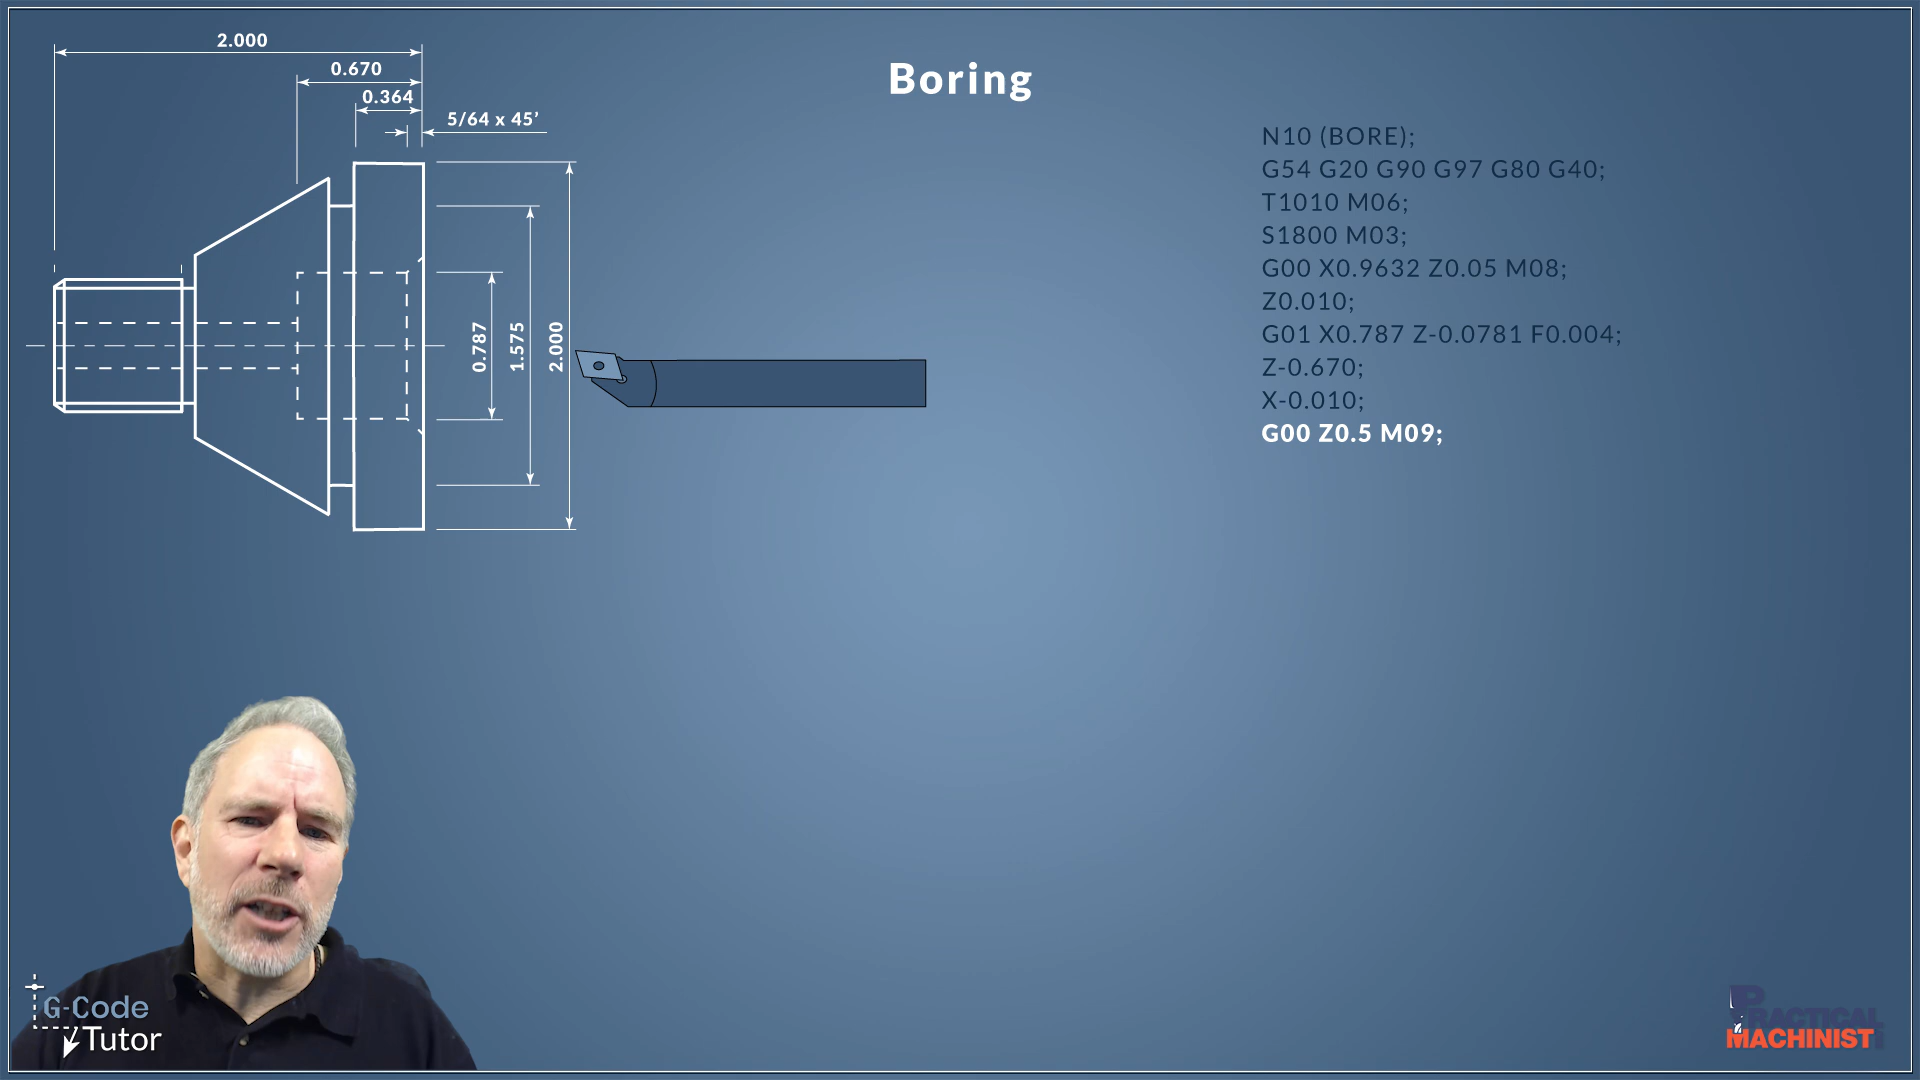 2.000
0.670
0.364
5/64 x 45’
0.787
1.575
2.000
Boring
N10 (BORE);
G54 G20 G90 G97 G80 G40;
T1010 M06;
S1800 M03;
G00 X0.9632 Z0.05 M08;
Z0.010;
G01 X0.787 Z-0.0781 F0.004;
Z-0.670;
X-0.010;
G00 Z0.5 M09;
G-Code
Tutor
PRACTICAL
MACHINIST